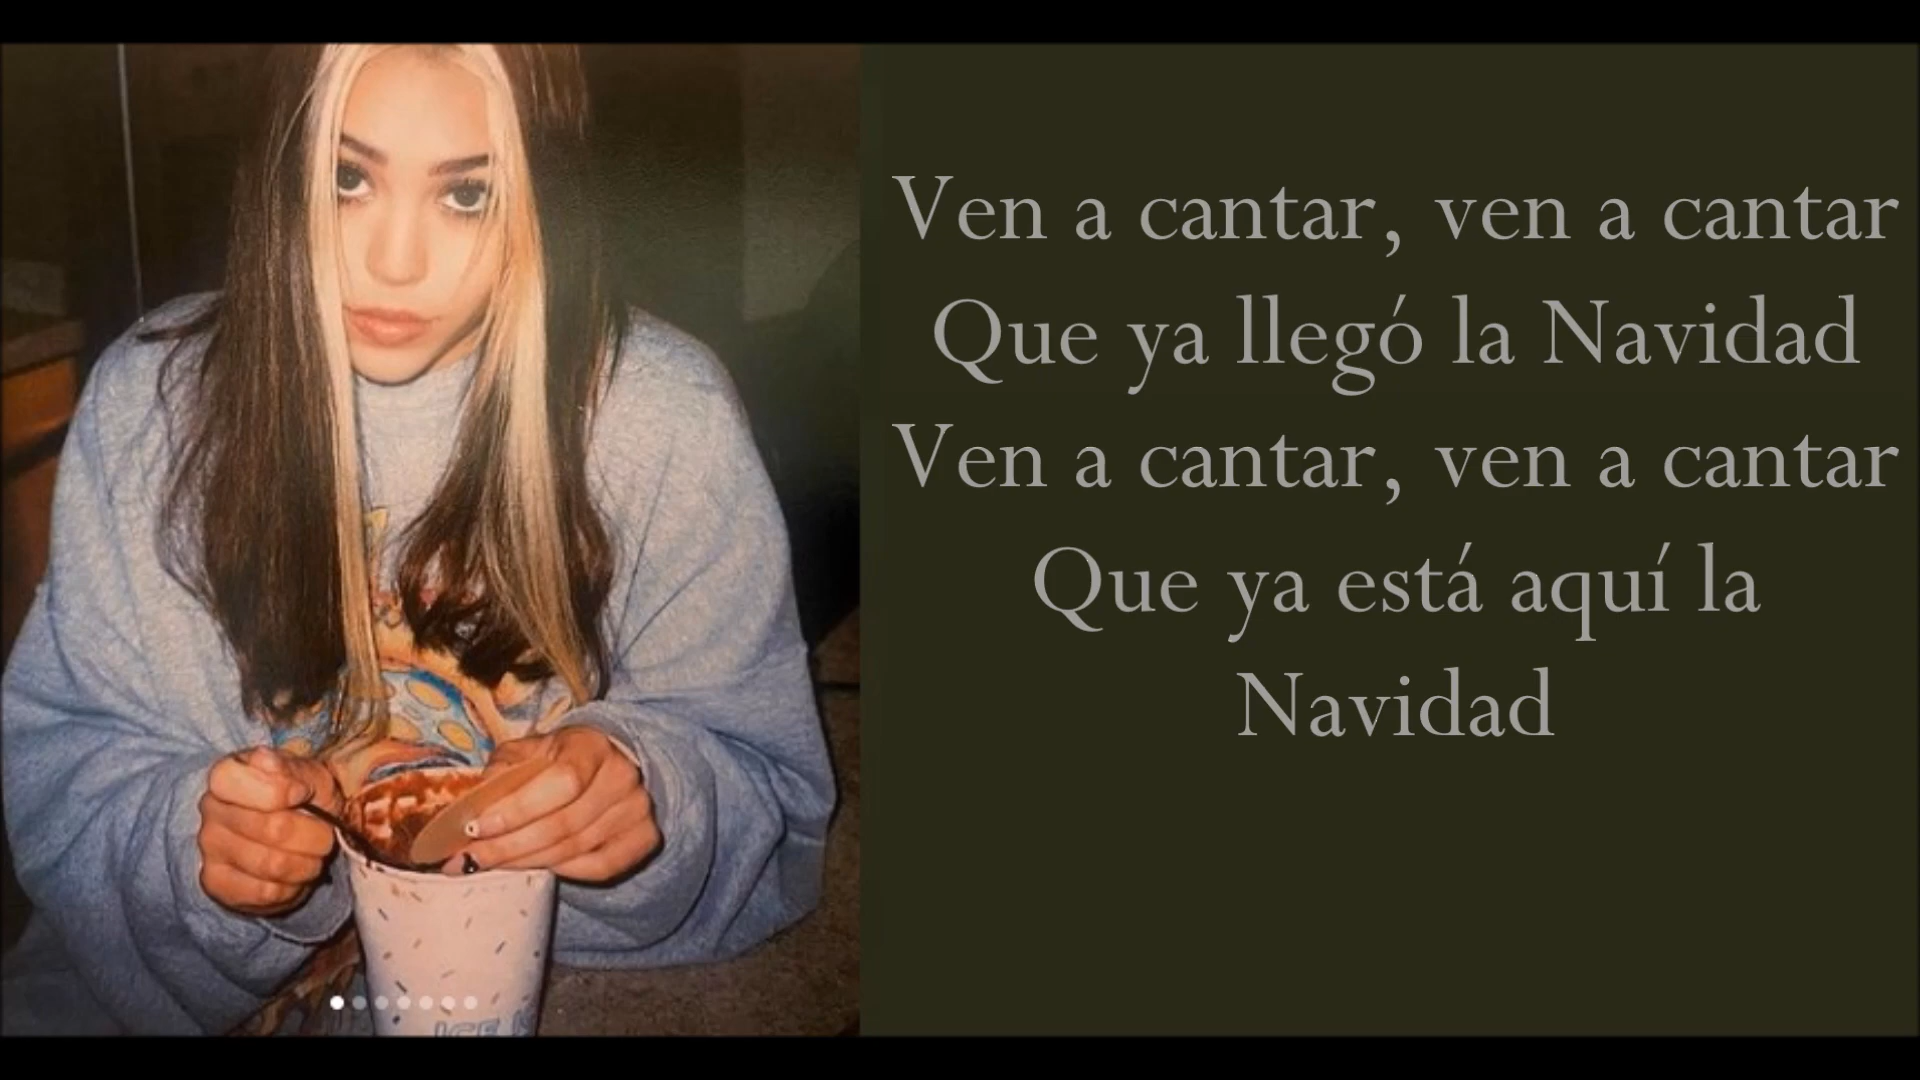 Ven a cantar, ven a cantar
Que ya llegó la Navidad
Ven a cantar, ven a cantar
Que ya está aquí la
Navidad
ICE